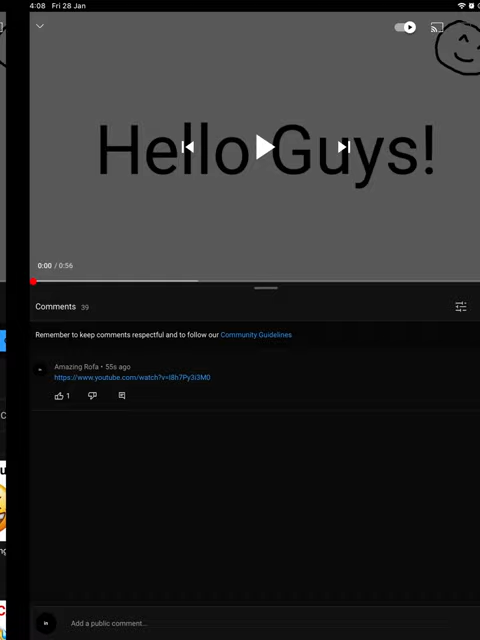 4:08 Fri 28 Jan
Hello Guys!
0:00 / 0:56
Comments 39
Remember to keep comments respectful and to follow our Community Guidelines
Amazing Rofa • 55s ago
https://www.youtube.com/watch?v=I8h7Py3i3M0
1
Add a public comment...